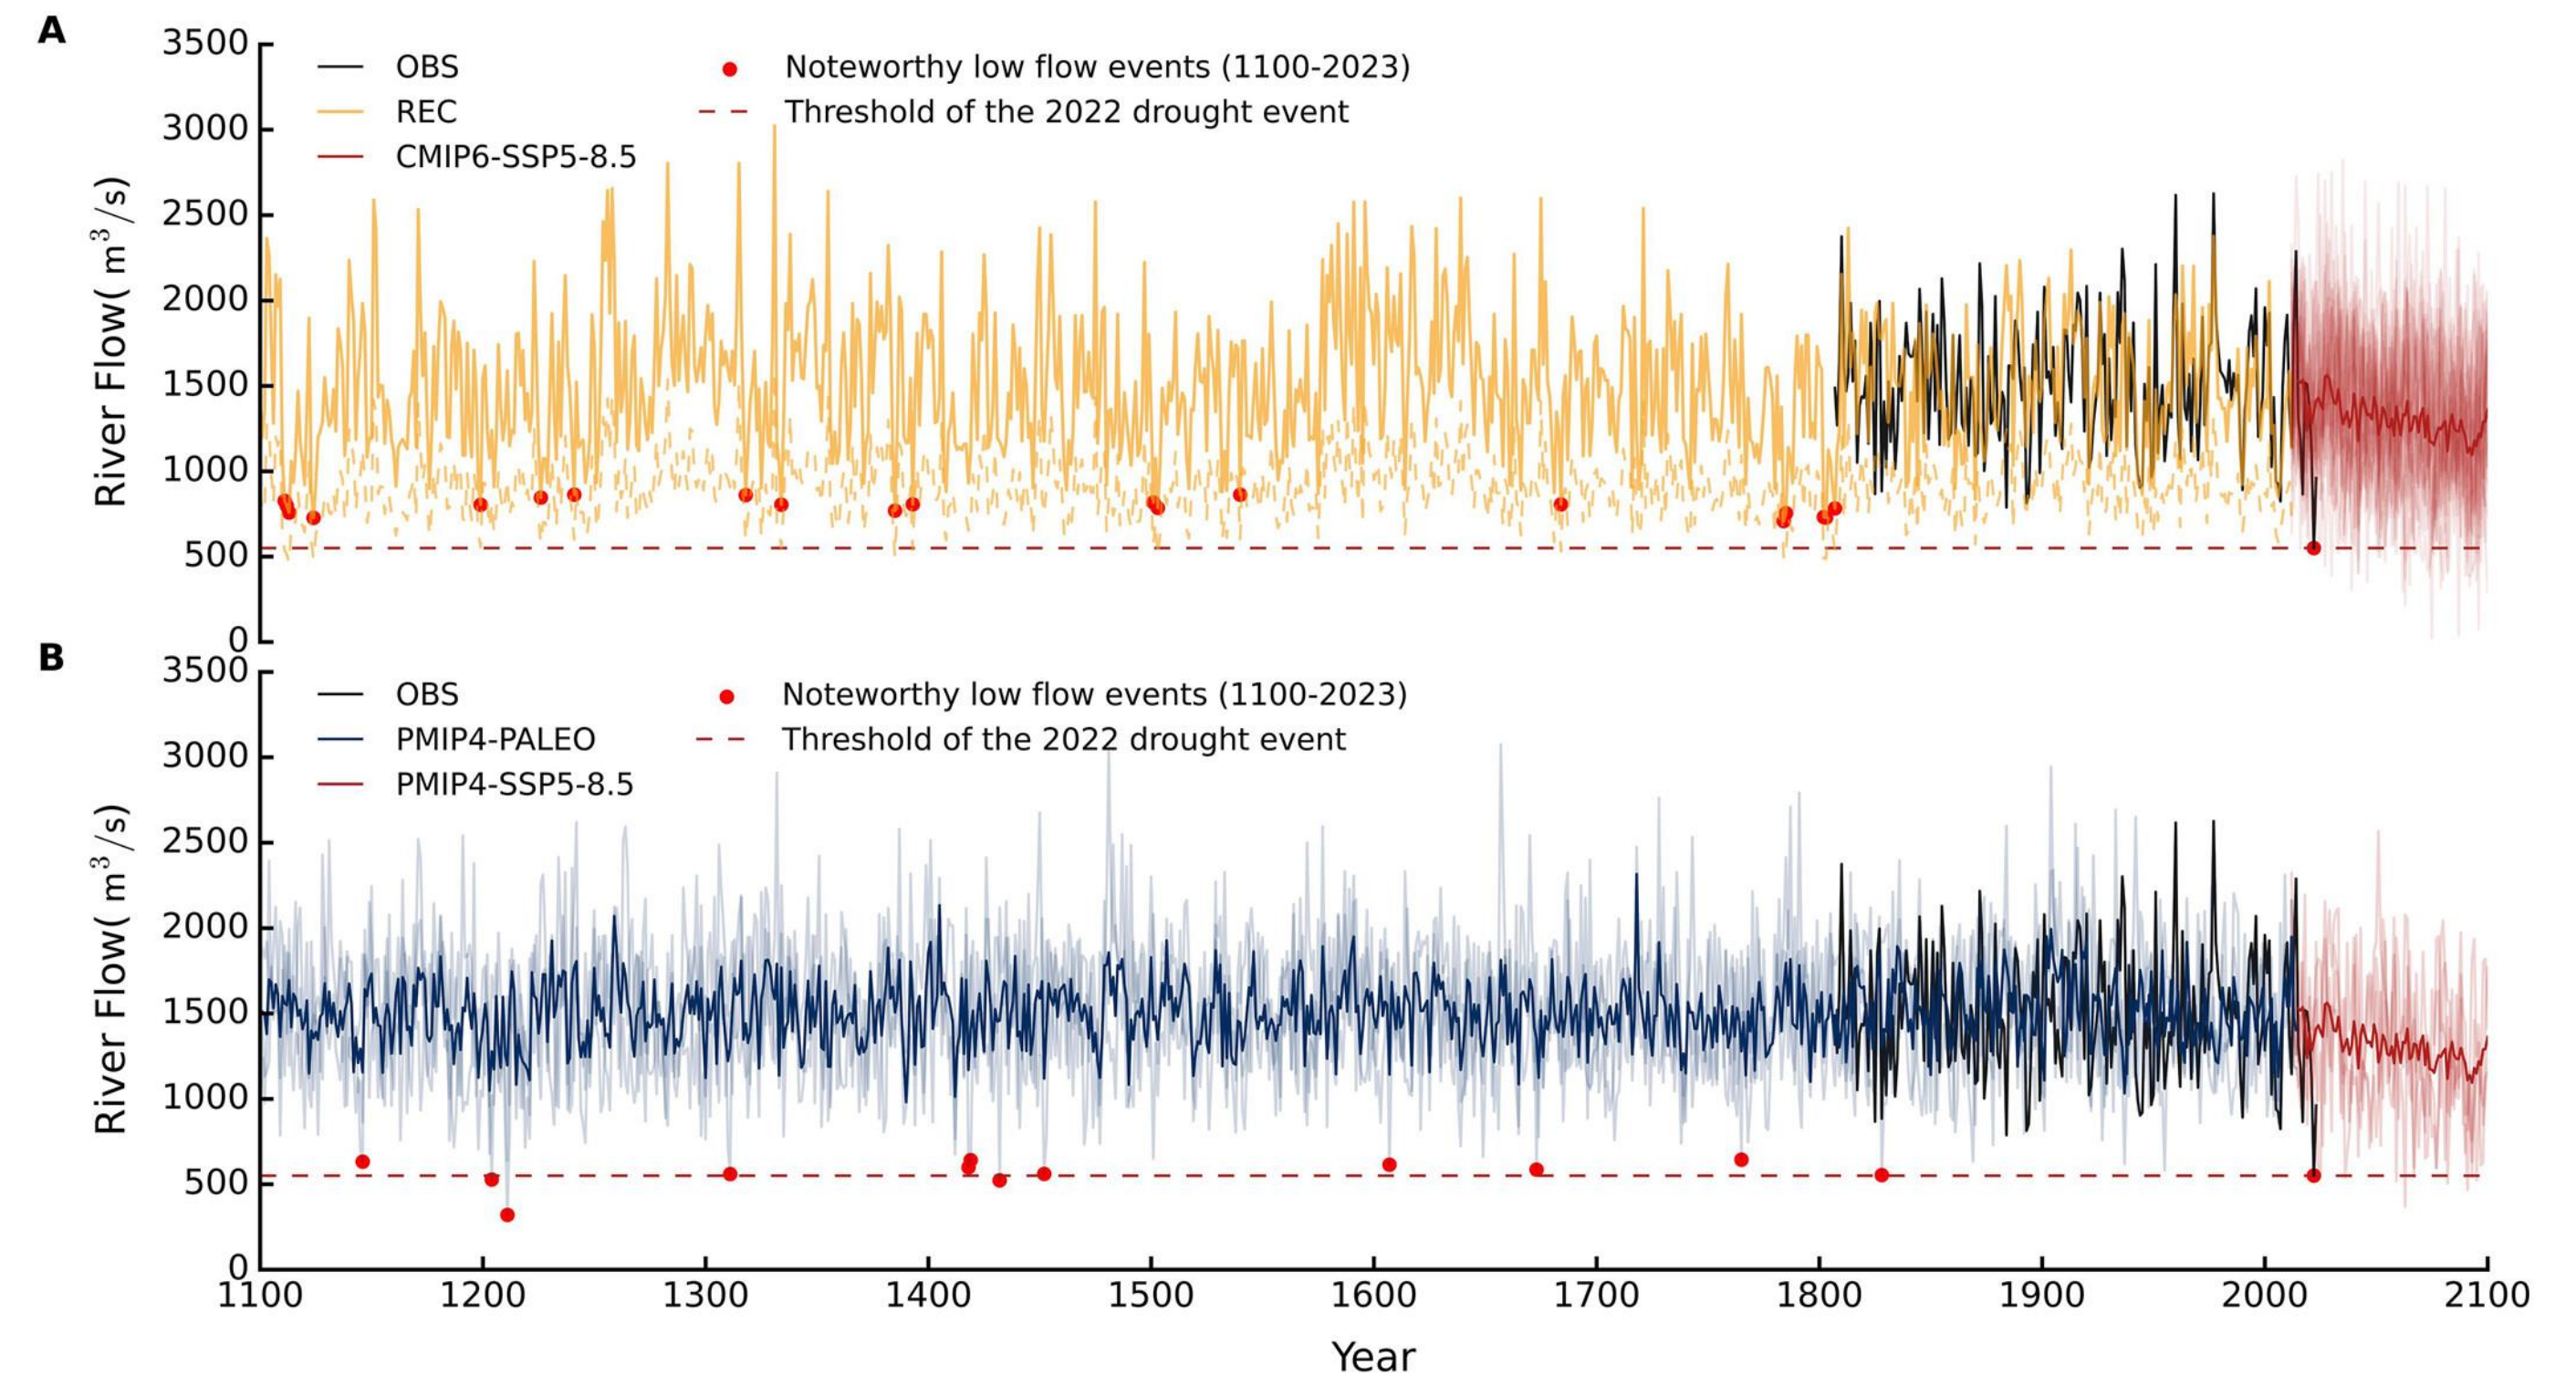 A
3500
3000
2500
2000
1500
1000
500
0
River Flow( m³/s)
OBS
REC
CMIP6-SSP5-8.5
Noteworthy low flow events (1100-2023)
Threshold of the 2022 drought event
B
3500
3000
2500
2000
1500
1000
500
0
River Flow( m³/s)
OBS
PMIP4-PALEO
PMIP4-SSP5-8.5
Noteworthy low flow events (1100-2023)
Threshold of the 2022 drought event
1100 1200 1300 1400 1500 1600 1700 1800 1900 2000 2100
Year